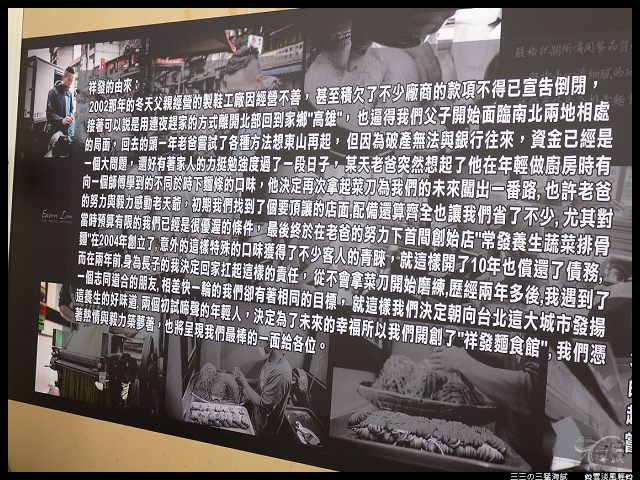 祥發的由來：
2002那年的冬天父親經營的製鞋工廠因經營不善，甚至積欠了不少廠商的款項不得已宣告倒閉，
接著可以說是用連夜趕家的方式離開北部回到家鄉"高雄"，也逼得我們父子開始面臨南北兩地相處
的局面，回去的頭一年老爸嘗試了各種方法想東山再起，但因為破產無法與銀行往來，資金已經是
一個大問題，還好有著家人的力挺勉強度過了一段日子，某天老爸突然想起了他在年輕做廚房時有
向一個師傅學到的不同於時下麵條的口味，他決定再次拿起菜刀為我們的未來闖出一番路，也許老爸
的努力與毅力感動老天爺，初期我們找到了個要頂讓的店面,配備還算齊全也讓我們省了不少，尤其對
當時預算有限的我們已經是很優渥的條件，最後終於在老爸的努力下首間創始店"常發養生蔬菜排骨
麵"在2004創立了,意外的這樣特殊的口味獲得了不少客人的青睞，就這樣開了10年也償還了債務,
而在兩年前,身為長子的我決定回家扛起這樣的責任，從不會拿菜刀開始磨練,歷經兩年多後,我遇到了
一個志同道合的朋友，相差快一輪的我們卻有著相同的目標，就這樣我們決定朝向台北這大城市發揚
這養生的好味道,兩個初試啼聲的年輕人，決定為了未來的幸福所以我們開創了"祥發麵食館"，我們憑
著熱情與毅力築夢著，也將呈現我們最棒的一面給各位。
Eason Lin
三三の三猛海賊
雲淡風輕